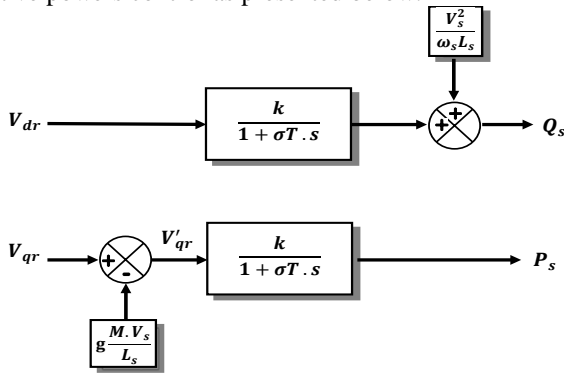 V_s^2
ω_s L_s
V_dr
k
1 + σT . s
+
+
Q_s
V_qr
+
-
V'_qr
k
1 + σT . s
P_s
g M.V_s
L_s